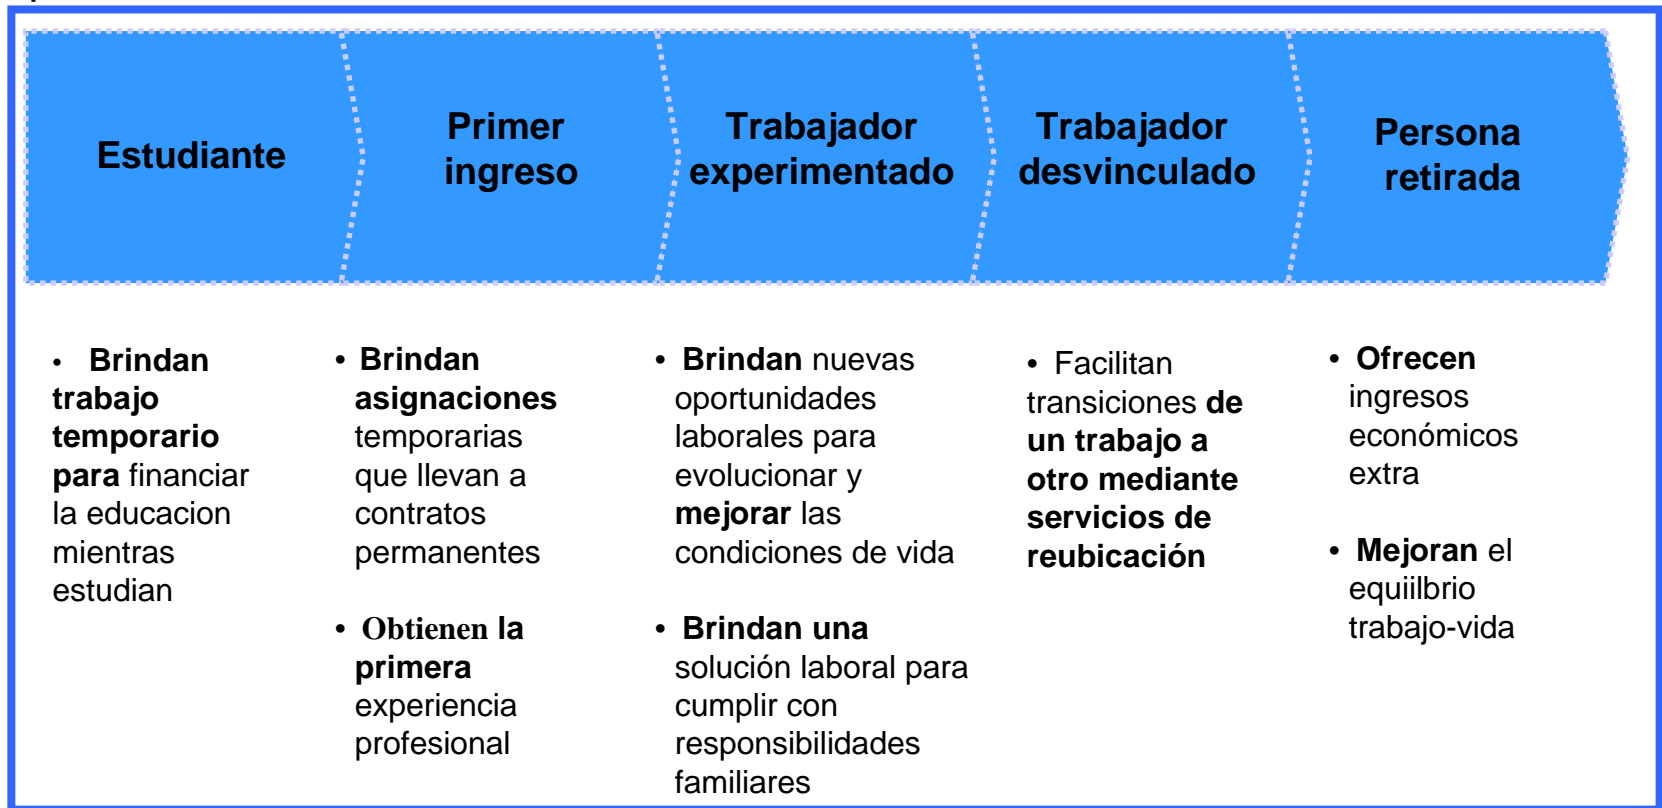 Estudiante
Primer
ingreso
Trabajador
experimentado
Trabajador
desvinculado
Persona
retirada
• Brindan
trabajo
temporario
para financiar
la educacion
mientras
estudian
• Brindan
asignaciones
temporarias
que llevan a
contratos
permanentes
• Obtienen la
primera
experiencia
profesional
• Brindan nuevas
oportunidades
laborales para
evolucionar y
mejorar las
condiciones de vida
• Brindan una
solución laboral para
cumplir con
responsibilidades
familiares
• Facilitan
transiciones de
un trabajo a
otro mediante
servicios de
reubicación
• Ofrecen
ingresos
económicos
extra
• Mejoran el
equiilbrio
trabajo-vida